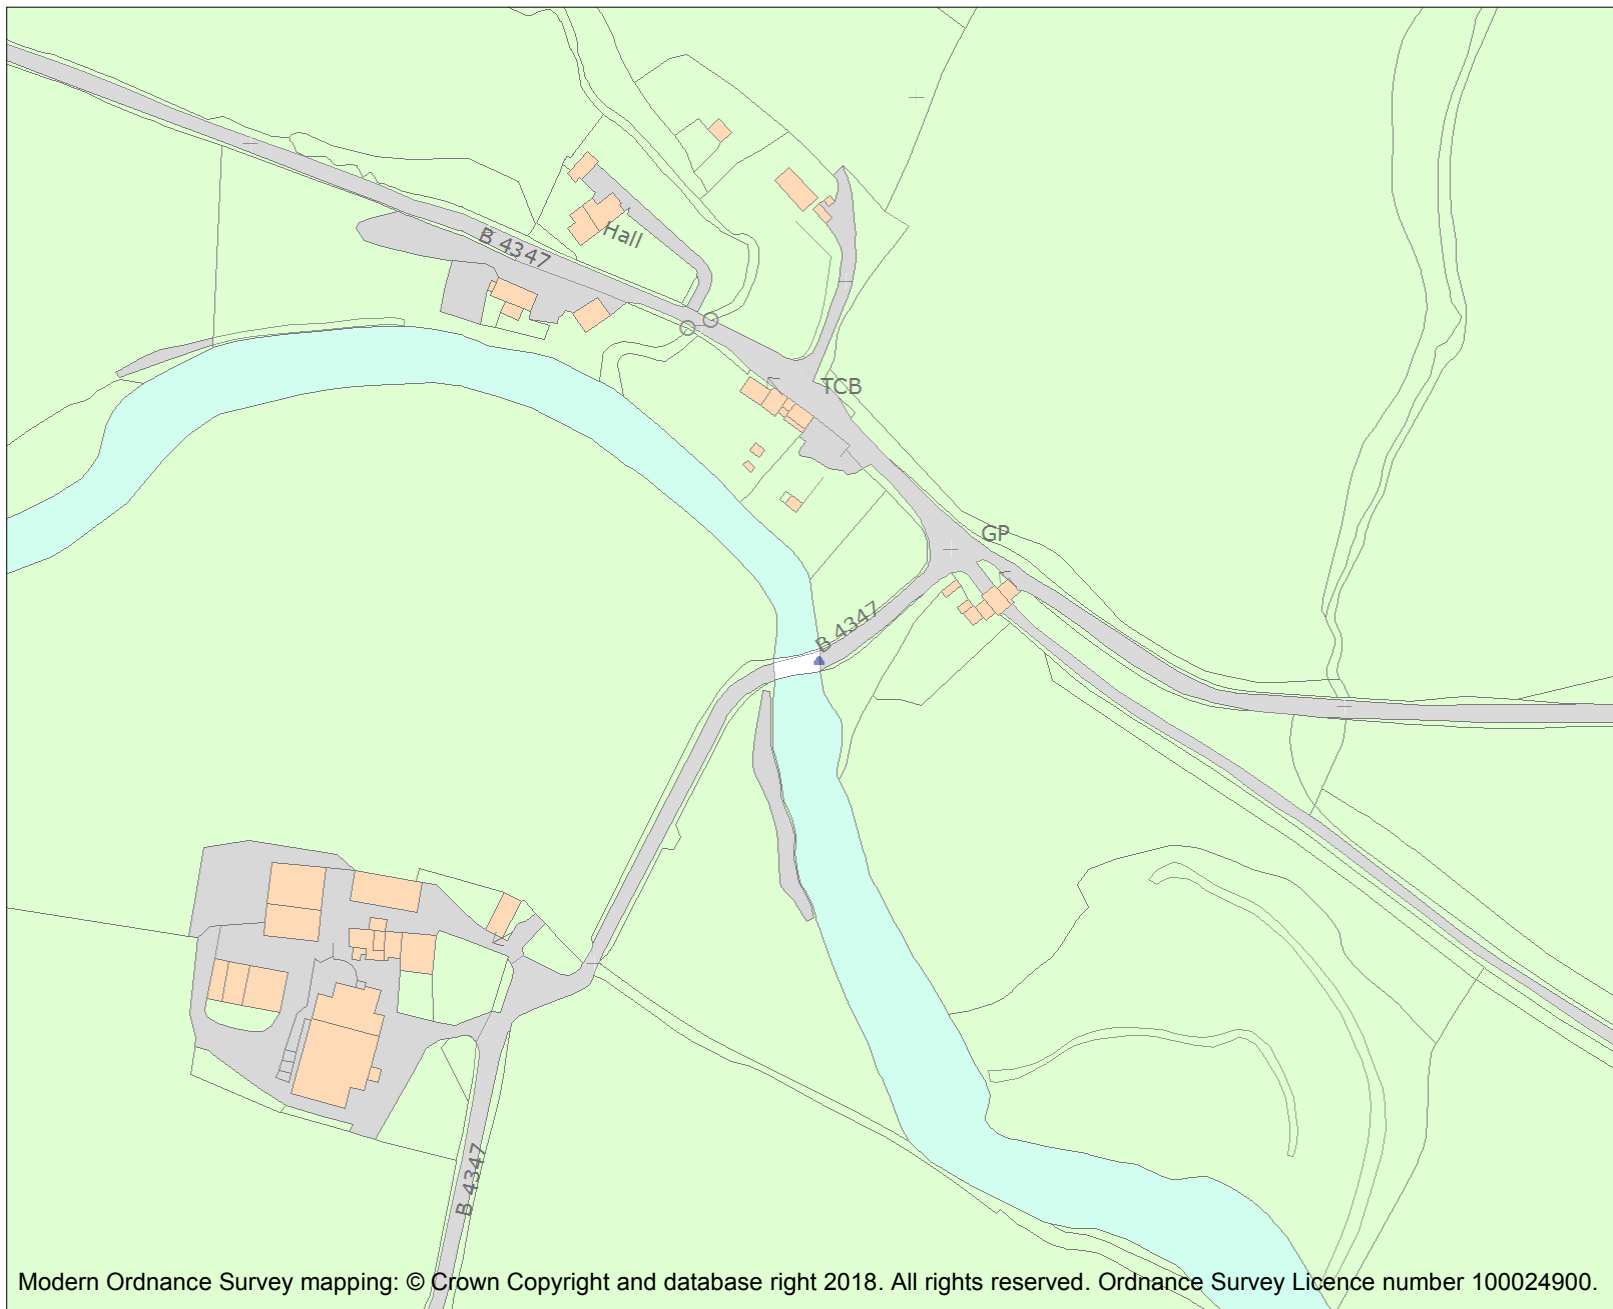 Hall
B 4347
TCB
GP
B 4347
B 4347
Modern Ordnance Survey mapping: © Crown Copyright and database right 2018. All rights reserved. Ordnance Survey Licence number 100024900.